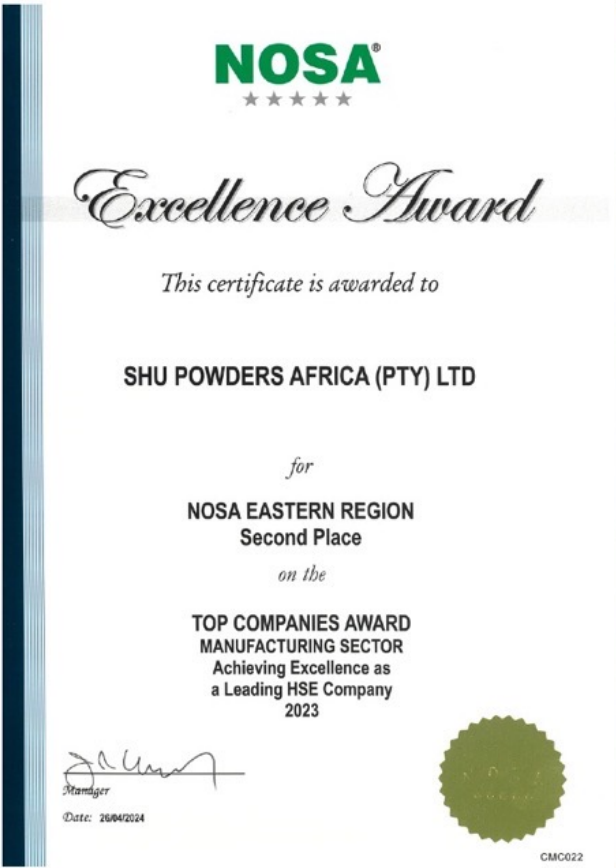 NOSA®
Excellence Award
This certificate is awarded to
SHU POWDERS AFRICA (PTY) LTD
for
NOSA EASTERN REGION
Second Place
on the
TOP COMPANIES AWARD
MANUFACTURING SECTOR
Achieving Excellence as
a Leading HSE Company
2023
Manager
Date: 26/04/2024
NOSA
CMC022